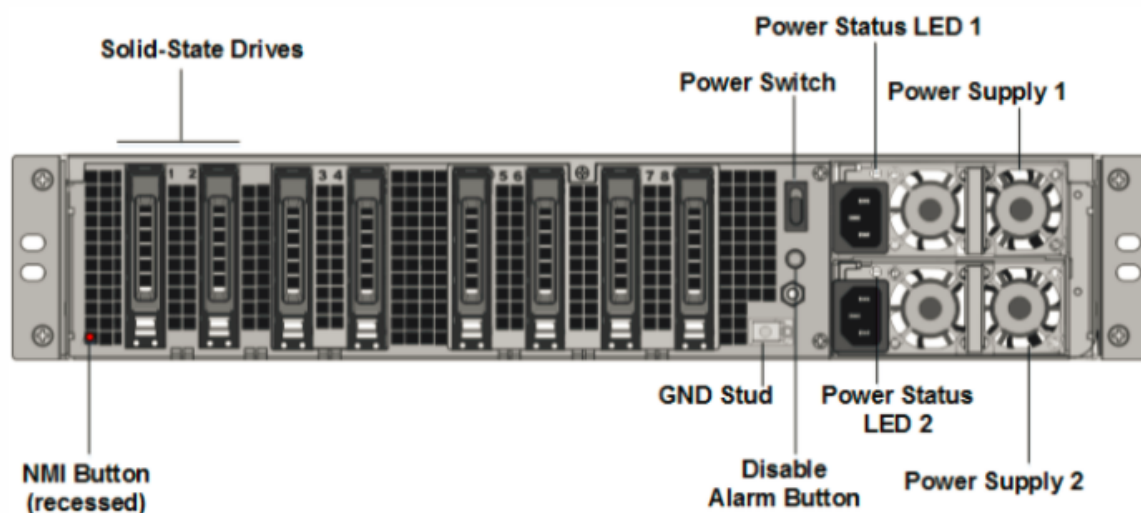 Power Status LED 1
Solid-State Drives
Power Switch
Power Supply 1
1 2 3 4 5 6 7 8
GND Stud
Power Status
LED 2
NMI Button
(recessed)
Disable
Alarm Button
Power Supply 2